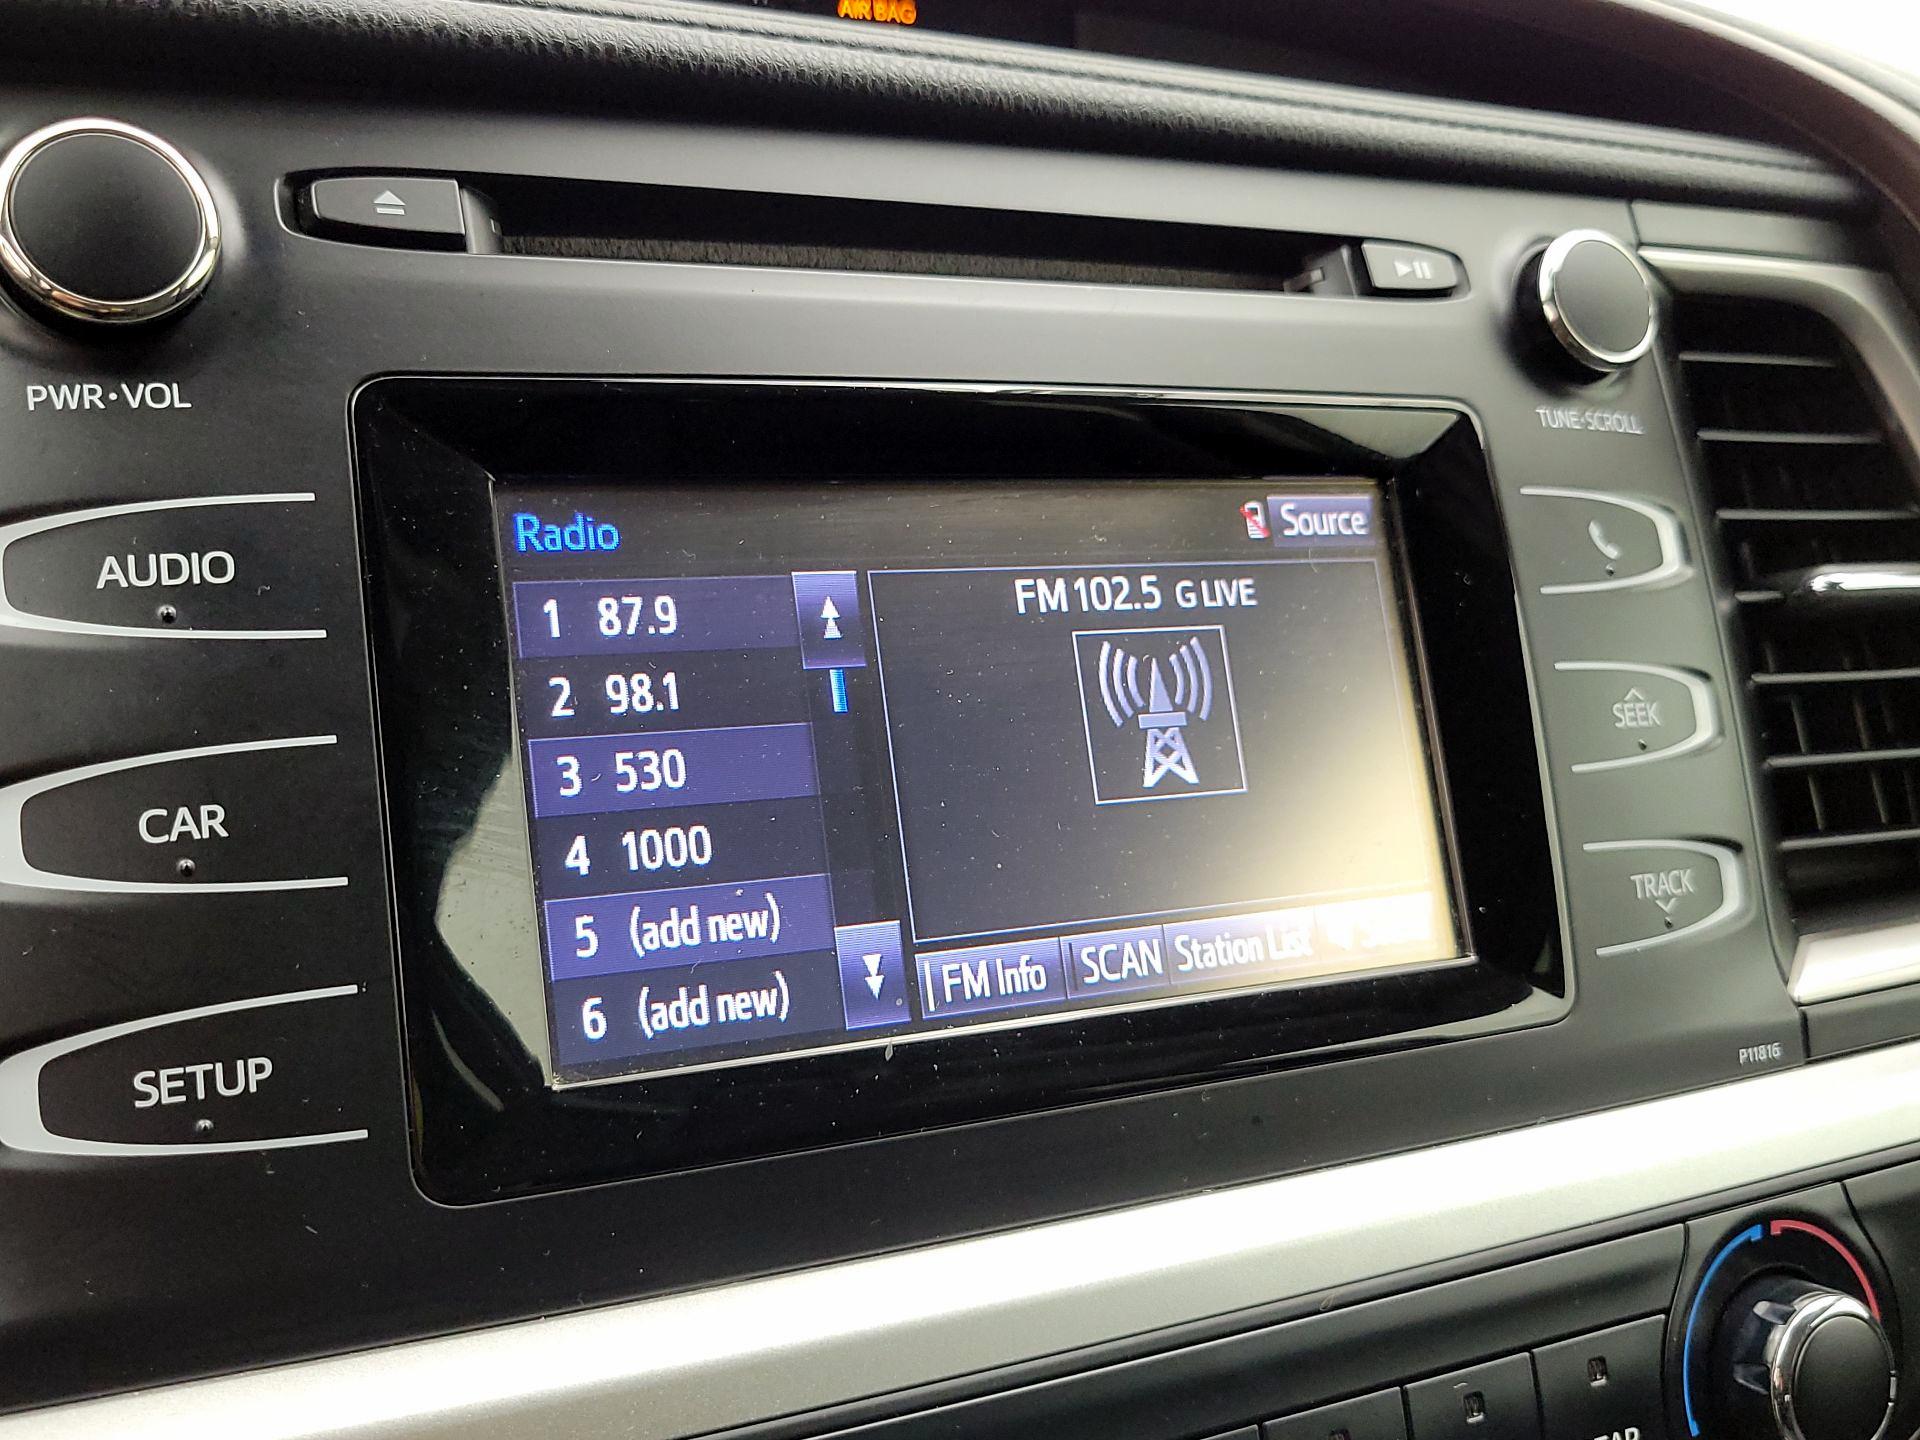 AIR BAG
PWR•VOL
TUNE•SCROLL
AUDIO
CAR
SETUP
Radio
Source
1 87.9
2 98.1
3 530
4 1000
5 (add new)
6 (add new)
FM 102.5 G LIVE
FM Info
SCAN
Station List
SEEK
TRACK
P11816